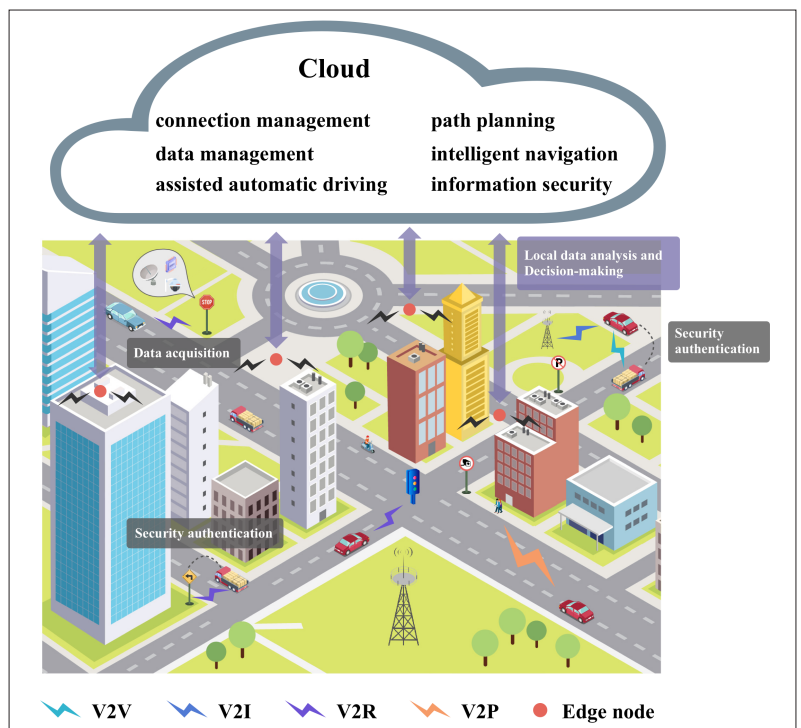 Cloud
connection management
path planning
data management
intelligent navigation
assisted automatic driving
information security
Local data analysis and
Decision-making
STOP
Data acquisition
Security
authentication
P
Security authentication
V2V
V2I
V2R
V2P
Edge node